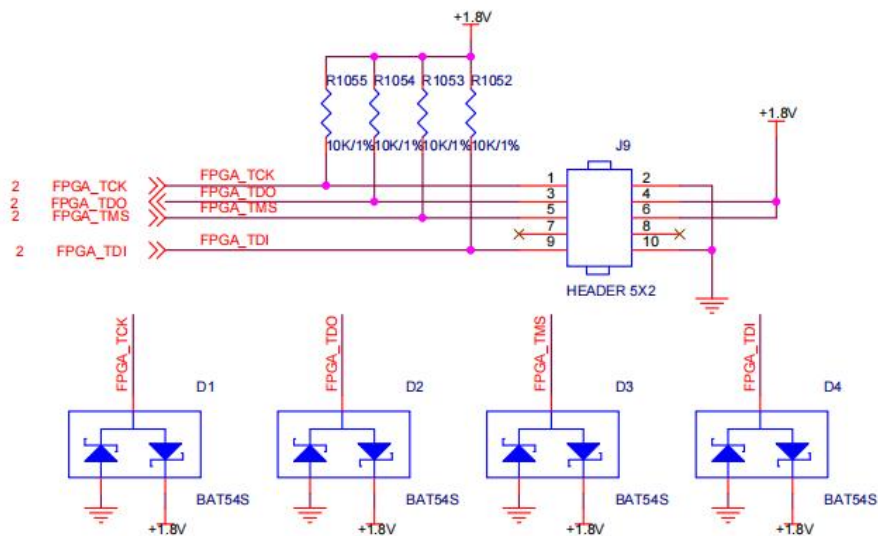 +1.8V
R1055 R1054 R1053 R1052
+1.8V
10K/1% 10K/1% 10K/1% 10K/1%
J9
2 FPGA_TCK FPGA_TCK 1 2
2 FPGA_TDO FPGA_TDO 3 4
2 FPGA_TMS FPGA_TMS 5 6
7 8
2 FPGA_TDI FPGA_TDI 9 10
HEADER 5X2
FPGA_TCK FPGA_TDO FPGA_TMS FPGA_TDI
D1 D2 D3 D4
BAT54S BAT54S BAT54S BAT54S
+1.8V +1.8V +1.8V +1.8V